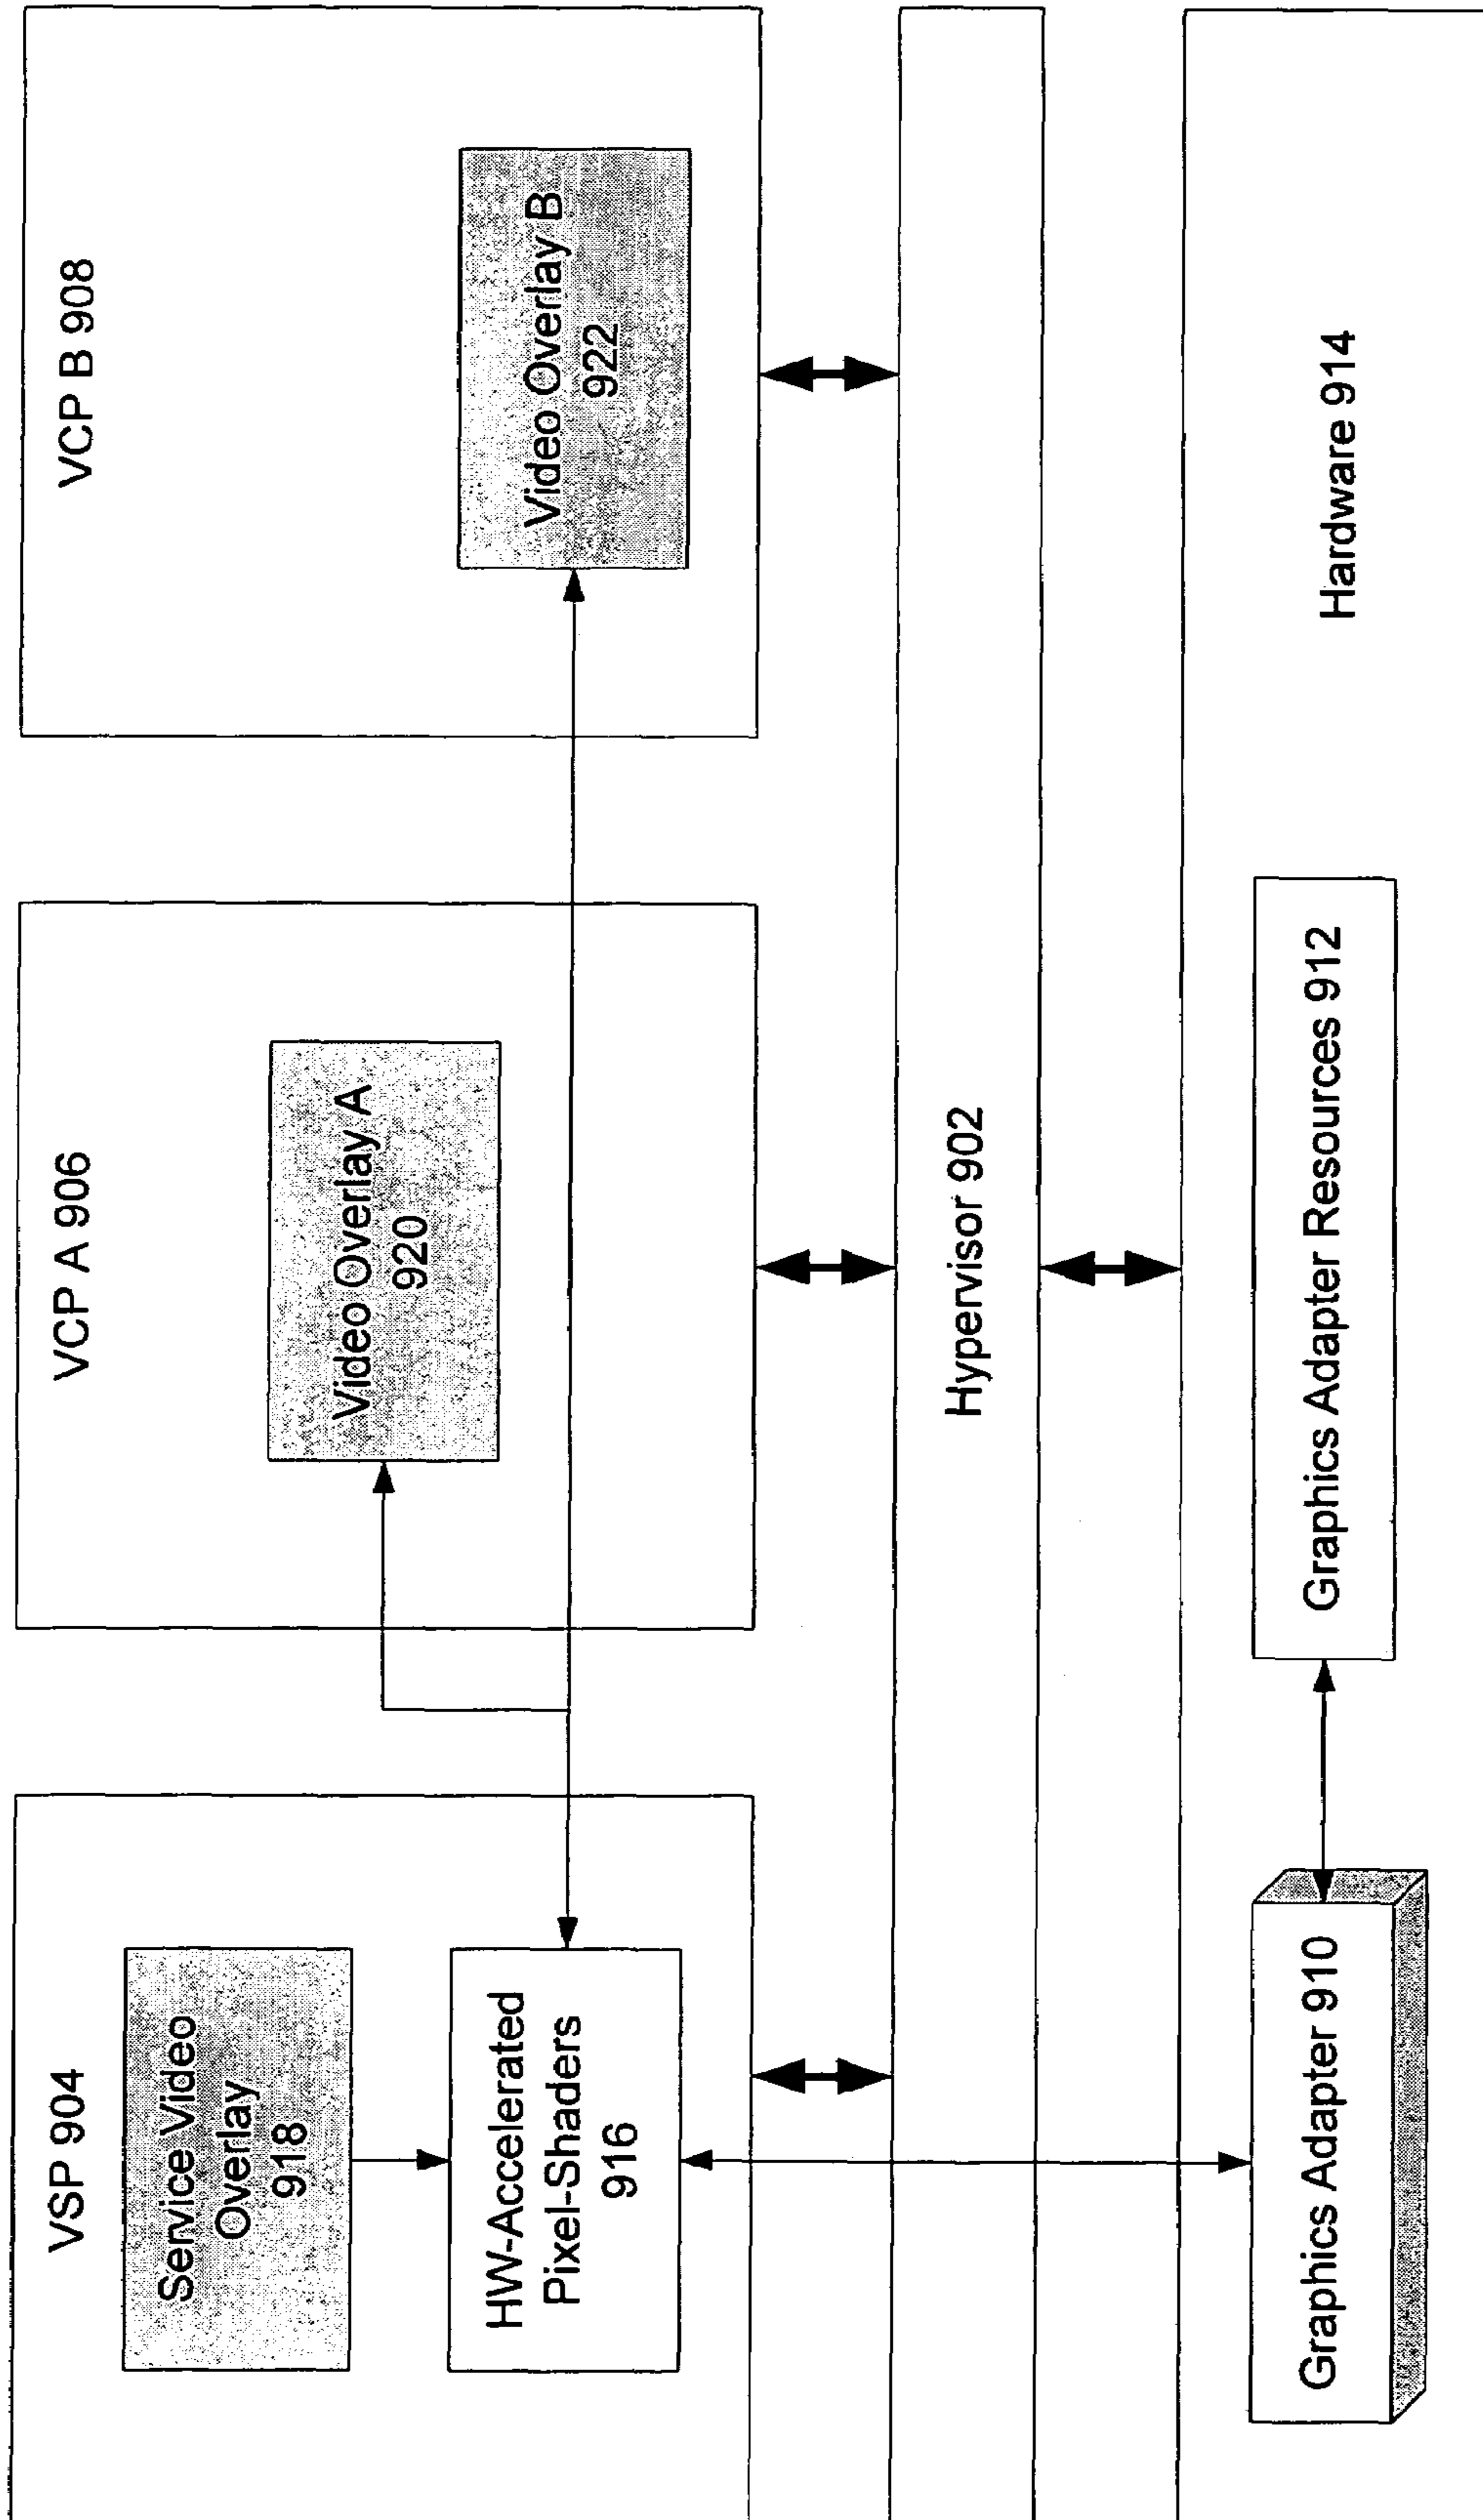 VSP 904
Service Video
Overlay
918
HW-Accelerated
Pixel-Shaders
916
VCP A 906
Video Overlay A
920
VCP B 908
Video Overlay B
922
Hypervisor 902
Graphics Adapter 910
Graphics Adapter Resources 912
Hardware 914